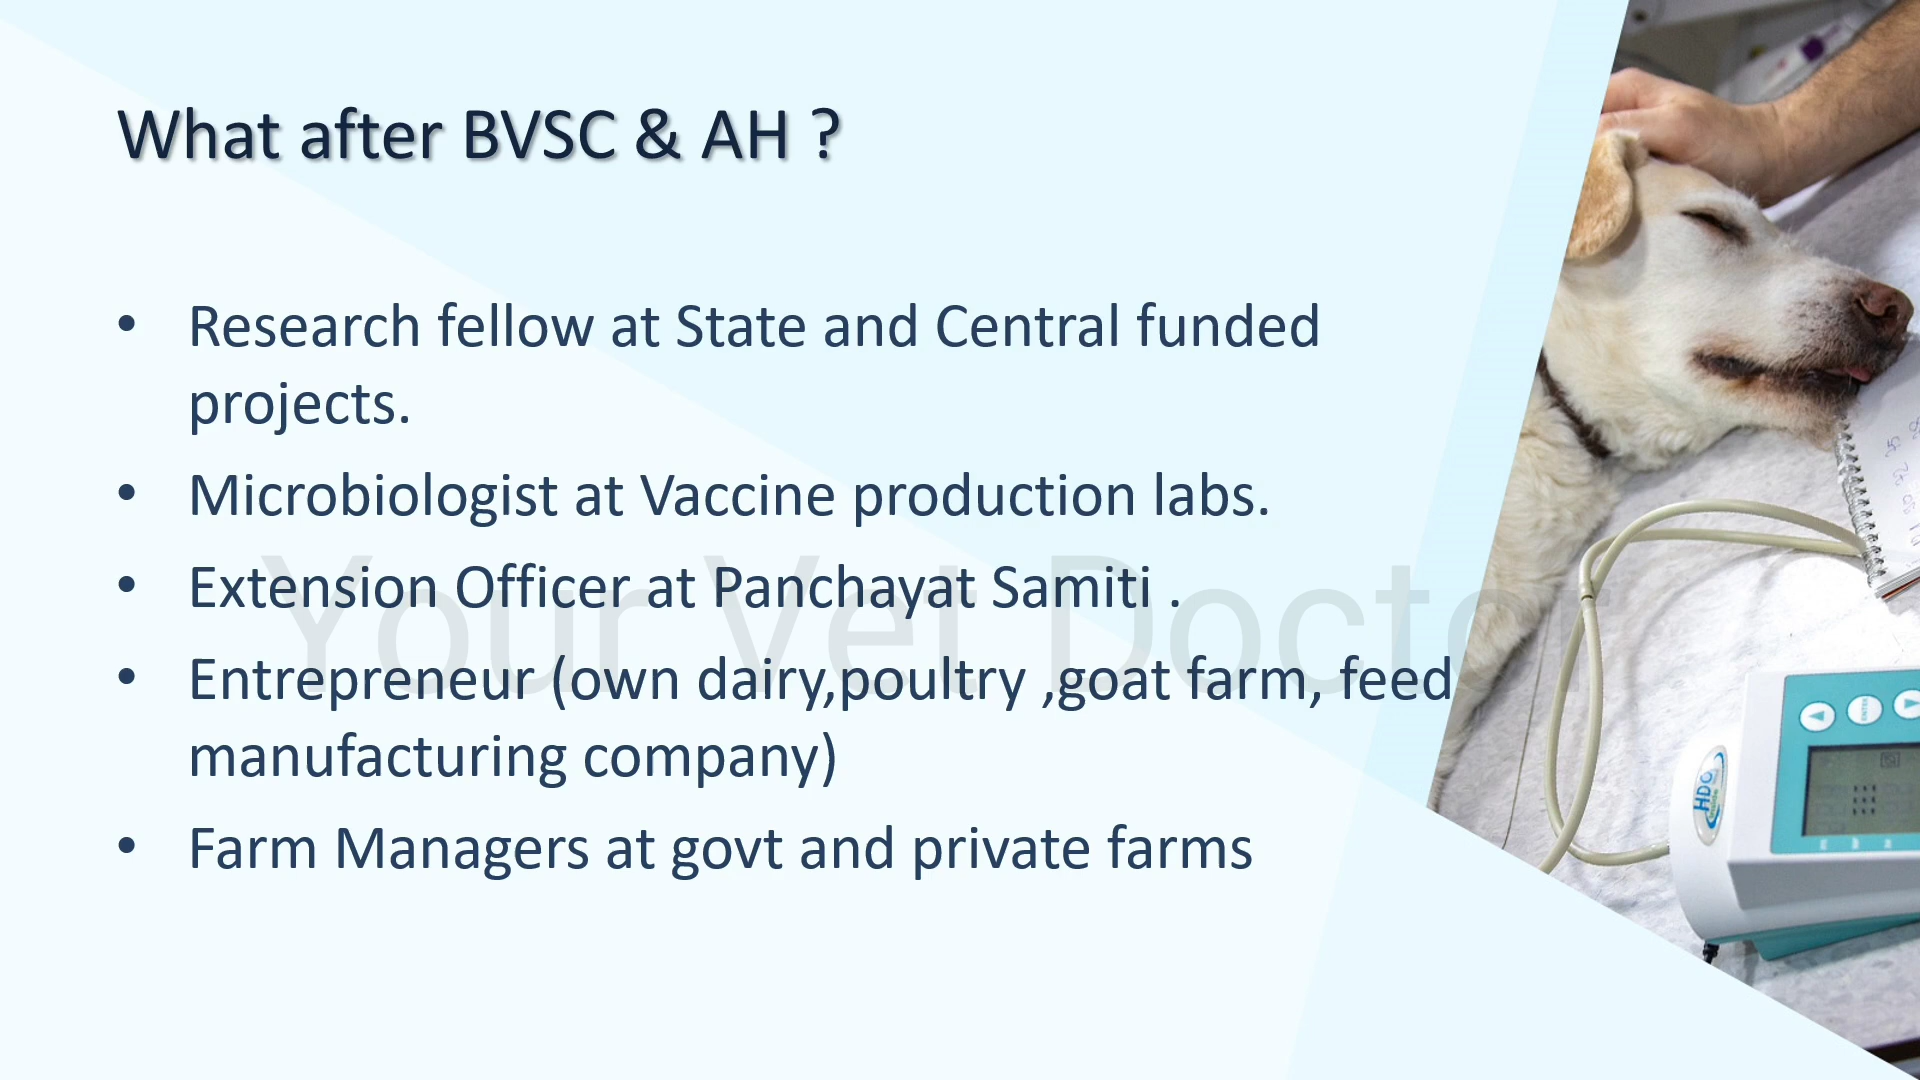 What after BVSC & AH ?
• Research fellow at State and Central funded
projects.
• Microbiologist at Vaccine production labs.
• Extension Officer at Panchayat Samiti .
• Entrepreneur (own dairy,poultry ,goat farm, feed
manufacturing company)
• Farm Managers at govt and private farms
Your Vet Doctor
HDO
ENTER